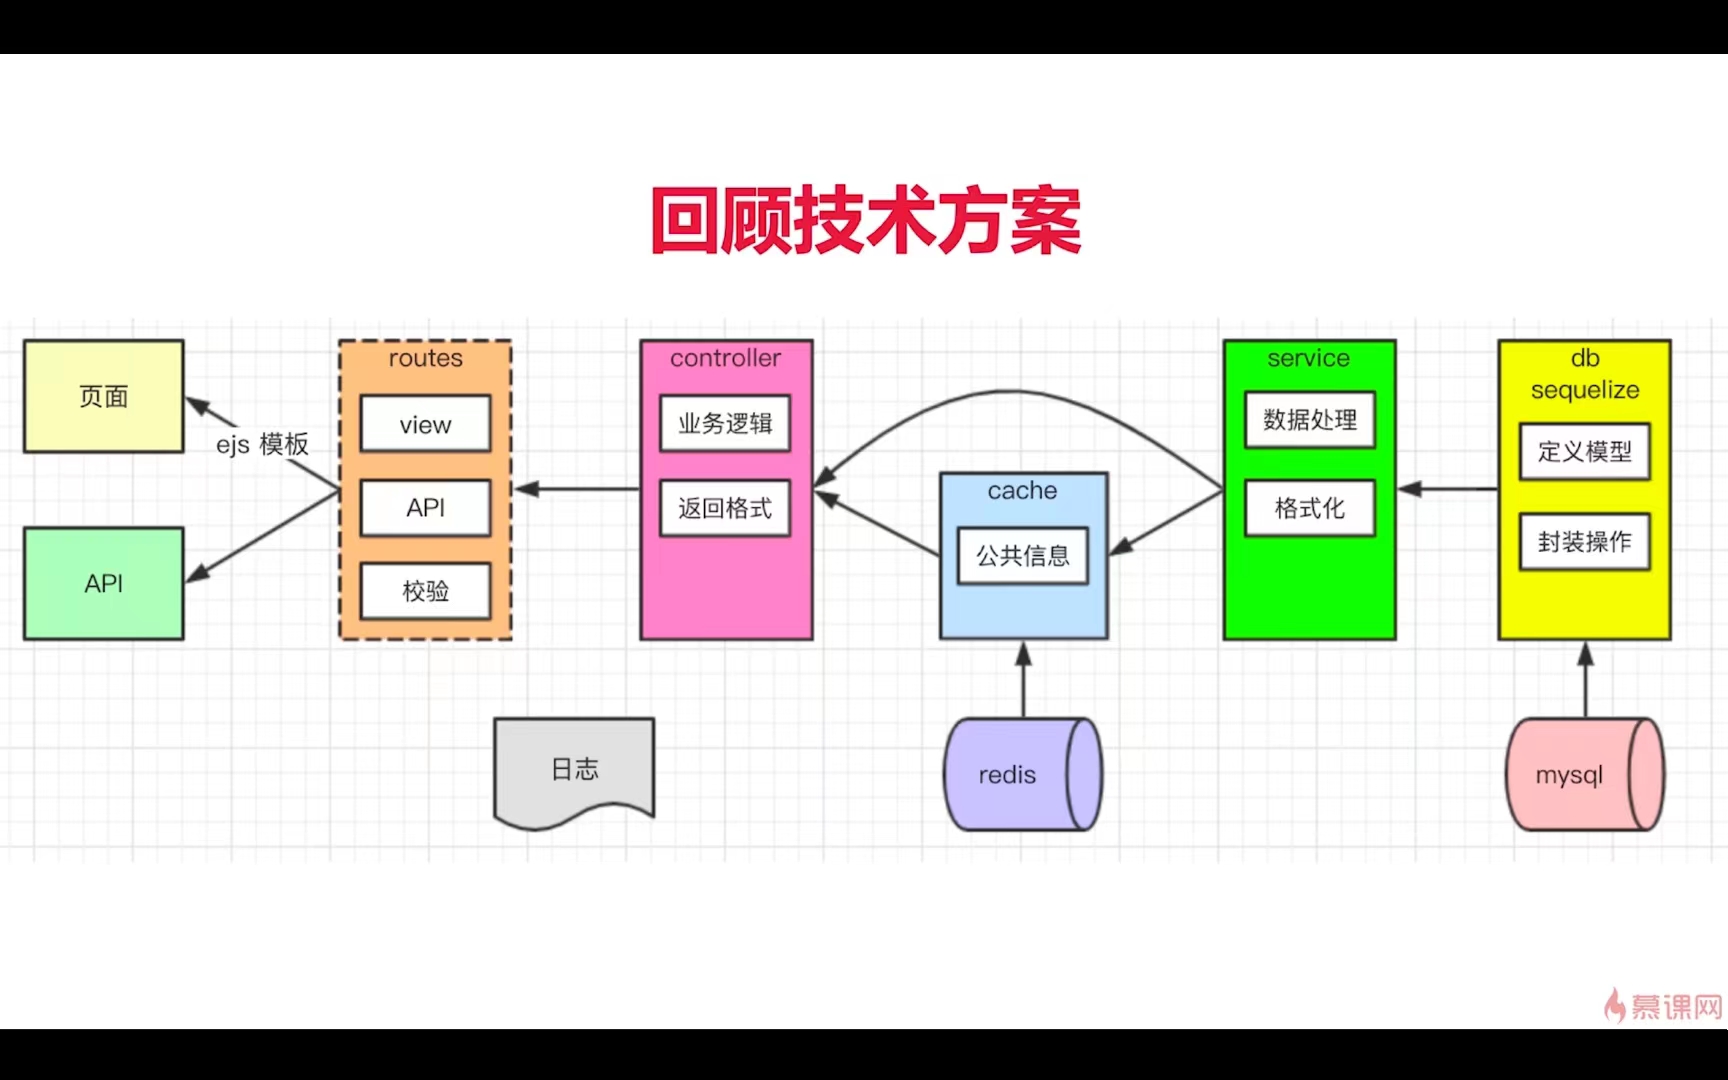 回顾技术方案
页面
ejs 模板
API
routes
view
API
校验
controller
业务逻辑
返回格式
cache
公共信息
service
数据处理
格式化
db
sequelize
定义模型
封装操作
日志
redis
mysql
慕课网